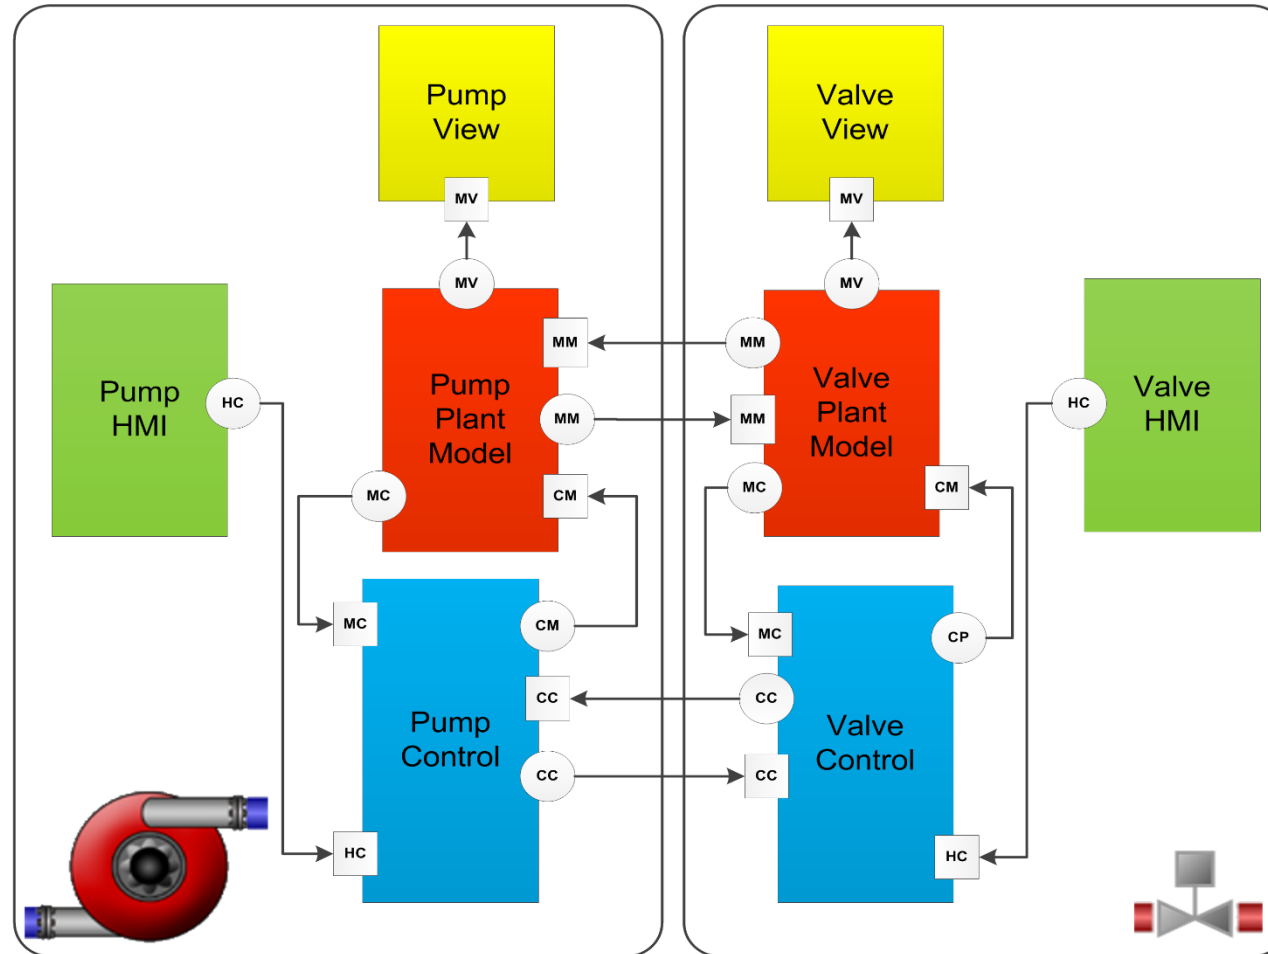 Pump
View
MV
MV
Pump
HMI
HC
Pump
Plant
Model
MM
MM
MC
CM
Pump
Control
MC
CM
CC
CC
HC
Valve
View
MV
MV
Valve
Plant
Model
MM
MM
MC
CM
Valve
HMI
HC
Valve
Control
MC
CP
CC
CC
HC